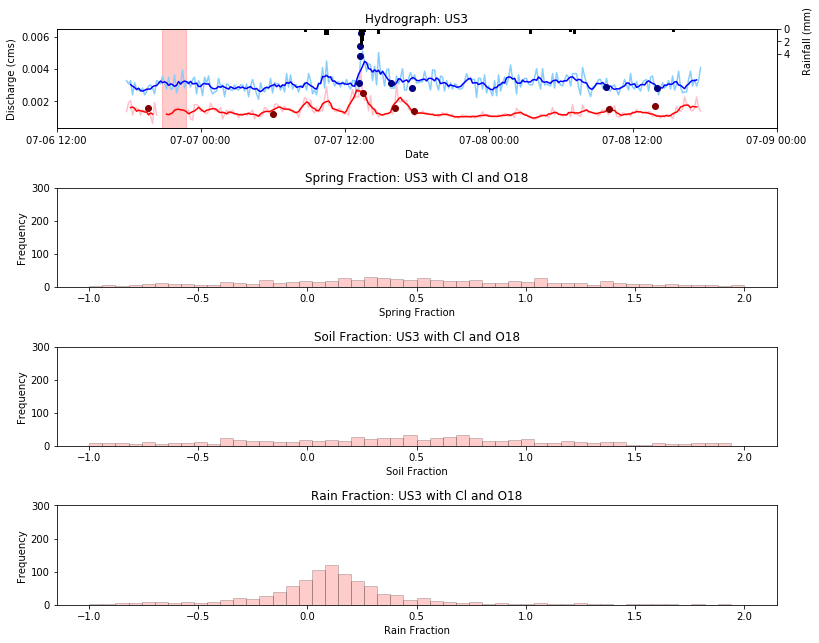 Hydrograph: US3
0.006
0.004
0.002
Discharge (cms)
0
2
4
Rainfall (mm)
07-06 12:00 07-07 00:00 07-07 12:00 07-08 00:00 07-08 12:00 07-09 00:00
Date
Spring Fraction: US3 with Cl and O18
300
200
100
0
Frequency
−1.0 −0.5 0.0 0.5 1.0 1.5 2.0
Spring Fraction
Soil Fraction: US3 with Cl and O18
300
200
100
0
Frequency
−1.0 −0.5 0.0 0.5 1.0 1.5 2.0
Soil Fraction
Rain Fraction: US3 with Cl and O18
300
200
100
0
Frequency
−1.0 −0.5 0.0 0.5 1.0 1.5 2.0
Rain Fraction